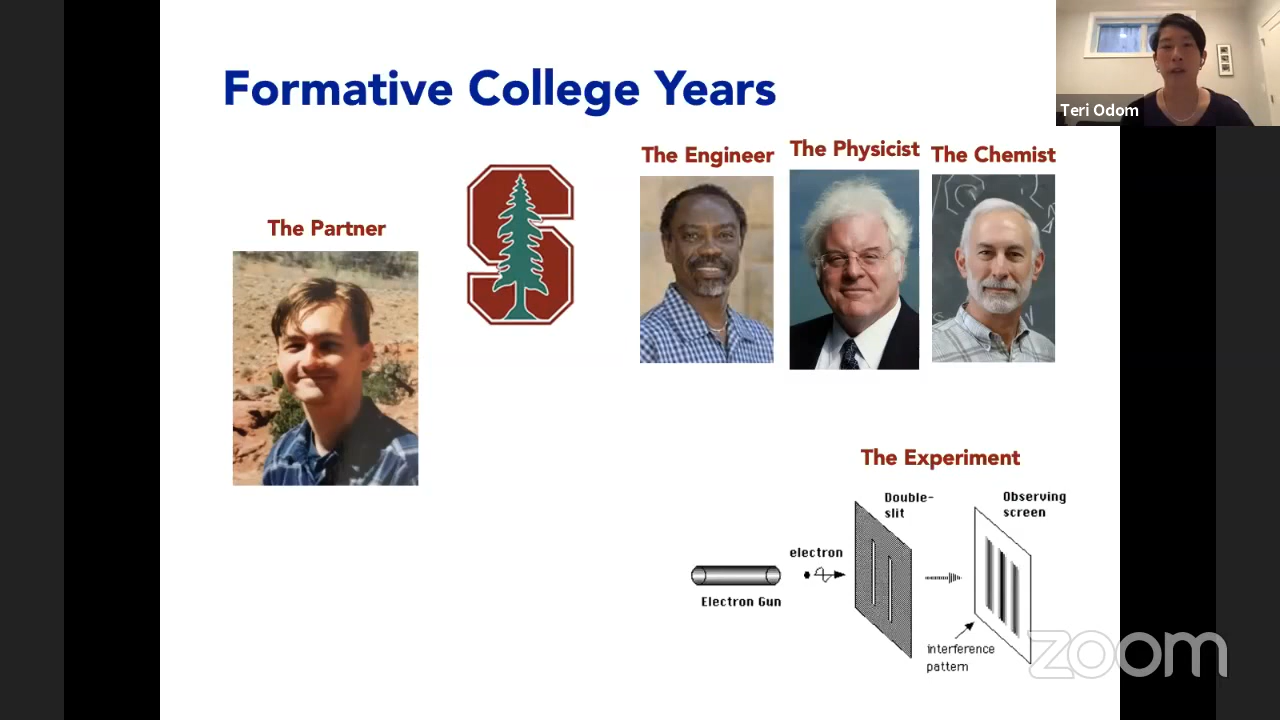 Formative College Years
Teri Odom
The Partner
The Engineer
The Physicist
The Chemist
The Experiment
Double-
slit
Observing
screen
electron
Electron Gun
interference
pattern
zoom